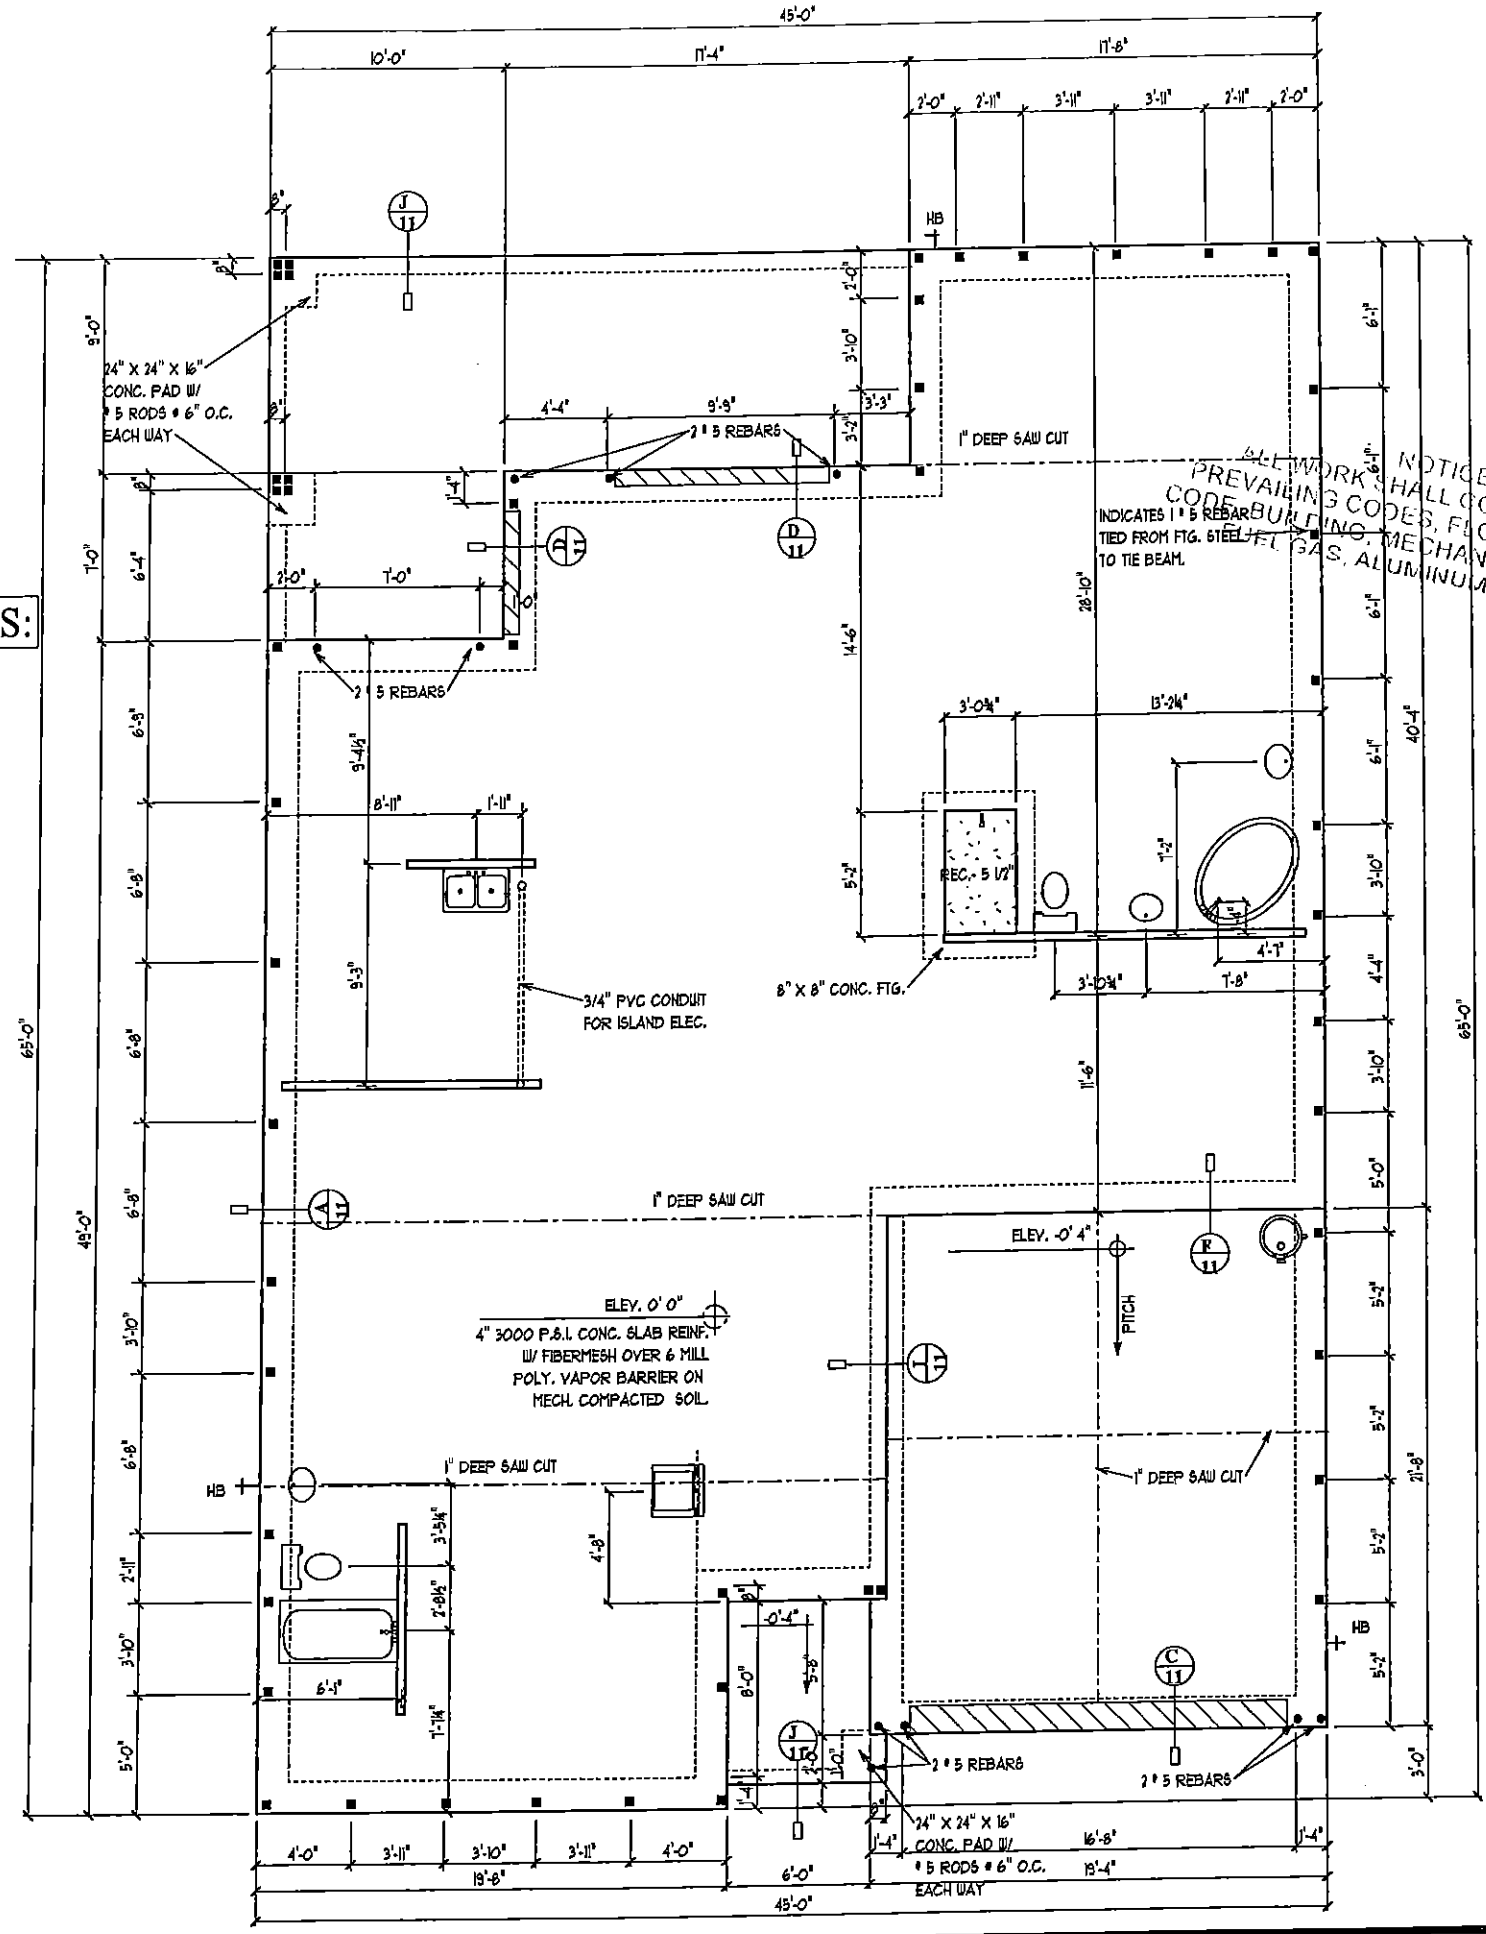 45'-0"
10'-0"
17'-4"
17'-8"
2'-0"
2'-11"
3'-11"
3'-11"
2'-11"
2'-0"
8"
J
11
HB
8"
9'-0"
2'-0"
3'-10"
6'-1"
24" X 24" X 16"
CONC. PAD W/
# 5 RODS @ 6" O.C.
EACH WAY
8"
4'-4"
9'-9"
3'-3"
3'-2"
2 # 5 REBARS
1" DEEP SAW CUT
6'-1"
ALL WORK SHALL CO
NOTICE
PREVAILING CODES, FLO
CODE-BUILDING, MECHAN
FUEL GAS, ALUMINUM
INDICATES 1 # 5 REBAR
TIED FROM FTG. STEEL
TO TIE BEAM.
8"
1'-4"
D
11
D
11
7'-0"
6'-4"
2'-0"
7'-0"
28'-10"
6'-1"
S:
2 # 5 REBARS
14'-6"
6'-9"
9'-4½"
3'-0¾"
13'-2¼"
40'-4"
6'-1"
8'-11"
1'-11"
7'-2"
3'-10"
6'-8"
5'-2"
REC. - 5 1/2"
4'-7"
4'-4"
9'-3"
3/4" PVC CONDUIT
FOR ISLAND ELEC.
8" X 8" CONC. FTG.
3'-10¾"
7'-8"
65'-0"
6'-8"
65'-0"
3'-10"
11'-6"
5'-0"
49'-0"
6'-8"
A
11
1" DEEP SAW CUT
ELEV. -0' 4"
F
11
5'-2"
ELEV. 0' 0"
4" 3000 P.S.I. CONC. SLAB REINF.
W/ FIBERMESH OVER 6 MILL
POLY. VAPOR BARRIER ON
MECH. COMPACTED SOIL
PITCH
3'-10"
11
5'-2"
6'-8"
1" DEEP SAW CUT
1" DEEP SAW CUT
21'-8"
HB
3'-5¼"
4'-8"
5'-2"
2'-11"
2'-8½"
8"
-0'-4"
HB
3'-10"
6'-1"
8'-0"
5'-8"
C
11
5'-2"
7'-7¼"
5'-0"
J
11
1'-0"
1'-4"
2 # 5 REBARS
2 # 5 REBARS
3'-0"
8"
24" X 24" X 16"
CONC. PAD W/
# 5 RODS @ 6" O.C.
EACH WAY
4'-0"
3'-11"
3'-10"
3'-11"
4'-0"
1'-4"
16'-8"
1'-4"
19'-8"
6'-0"
19'-4"
45'-0"